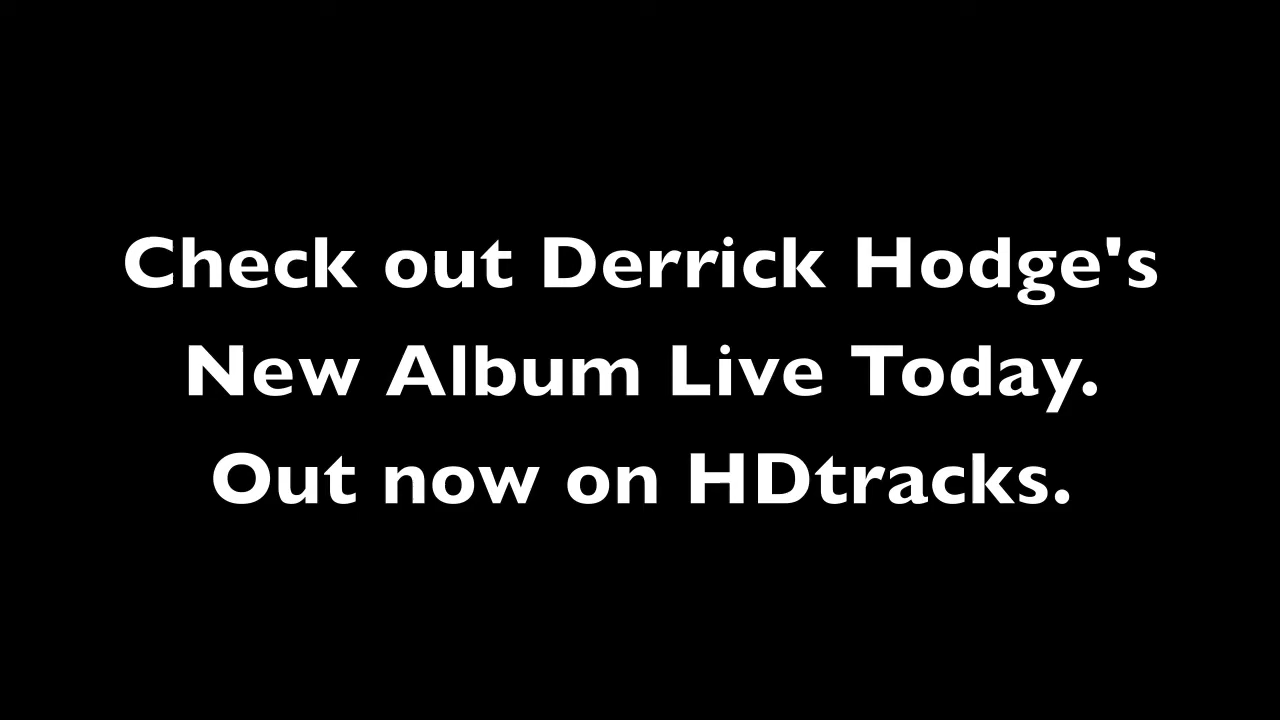 Check out Derrick Hodge's
New Album Live Today.
Out now on HDtracks.